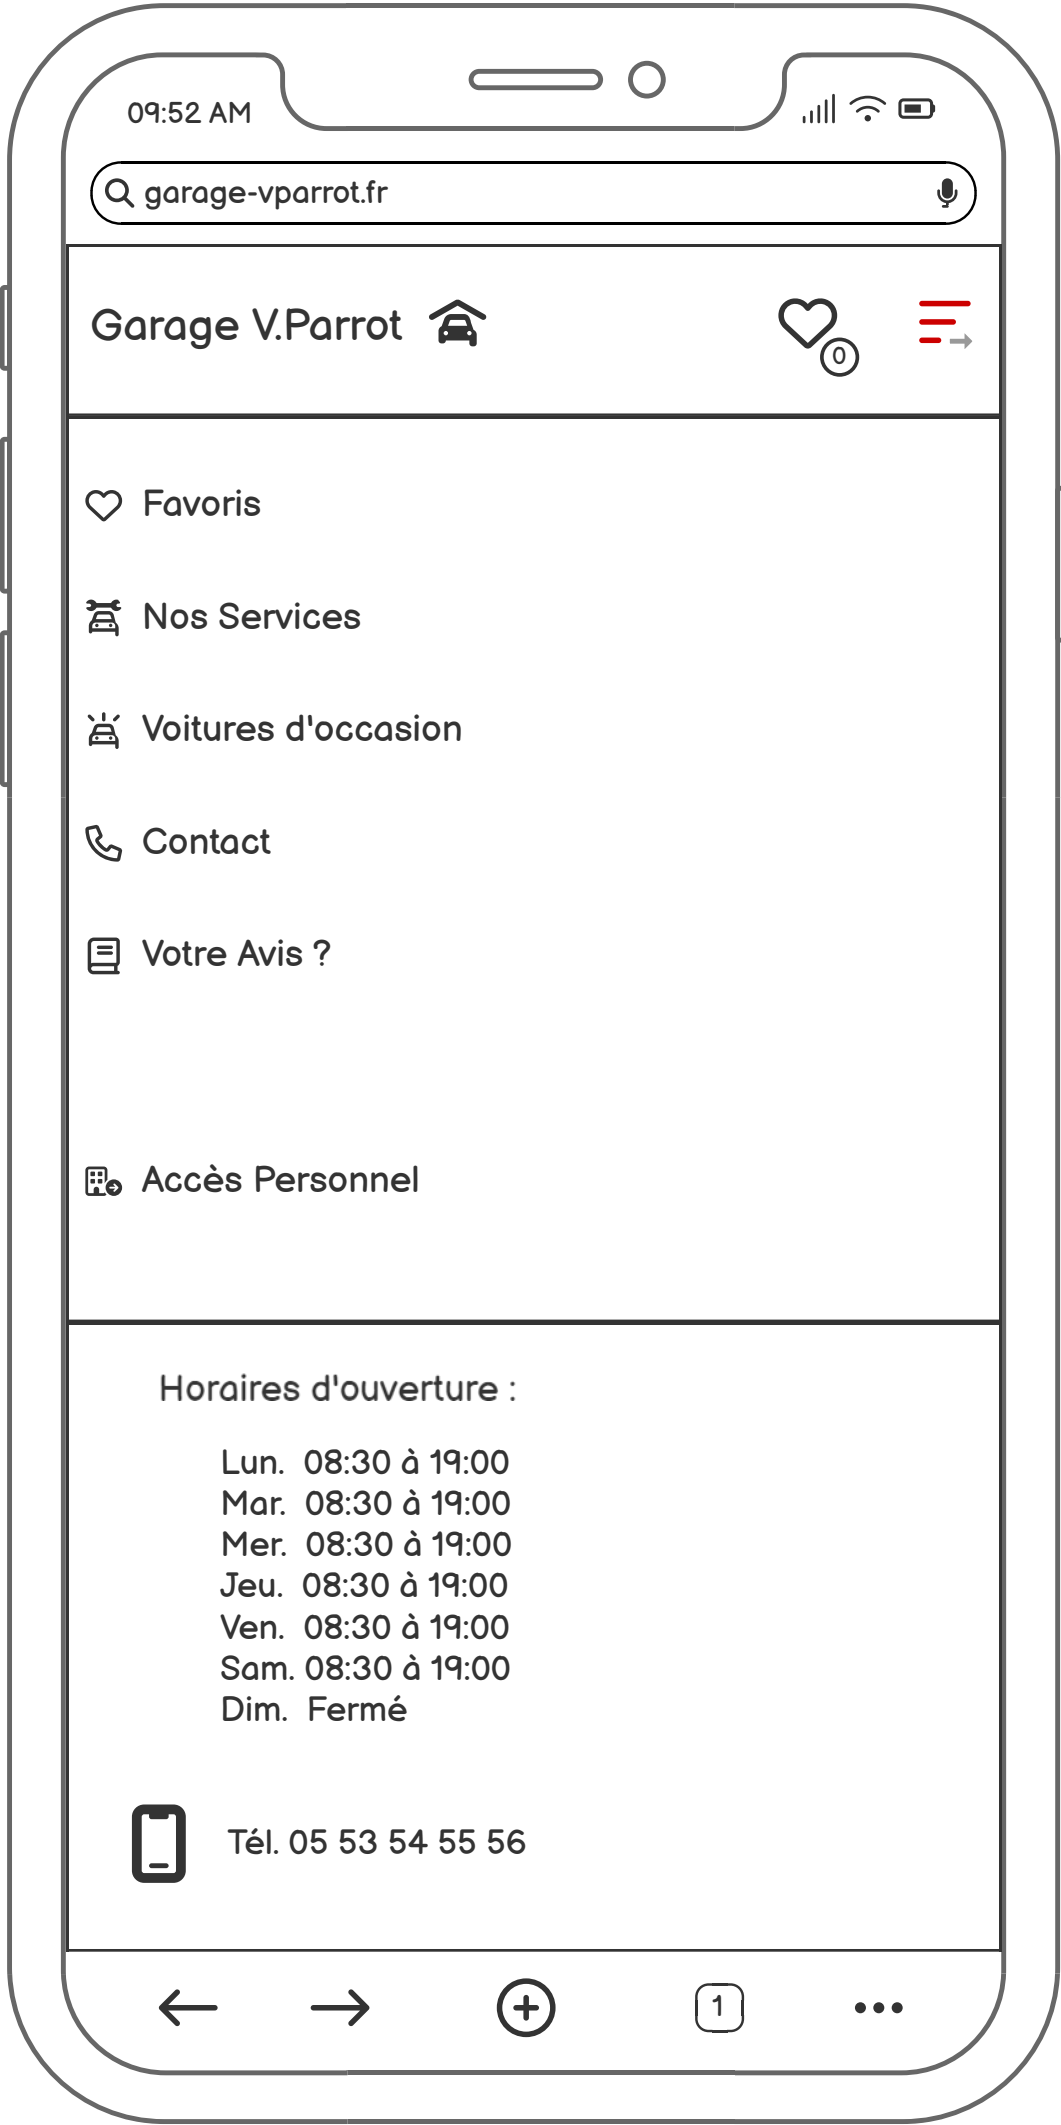 09:52 AM
garage-vparrot.fr
Garage V.Parrot
0
Favoris
Nos Services
Voitures d'occasion
Contact
Votre Avis ?
Accès Personnel
Horaires d'ouverture :
Lun. 08:30 à 19:00
Mar. 08:30 à 19:00
Mer. 08:30 à 19:00
Jeu. 08:30 à 19:00
Ven. 08:30 à 19:00
Sam. 08:30 à 19:00
Dim. Fermé
Tél. 05 53 54 55 56
1